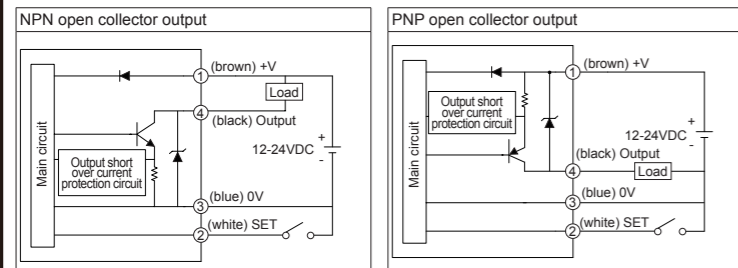 NPN open collector output
(brown) +V
1
Load
4
(black) Output
Main circuit
+
12-24VDC
-
Output short
over current
protection circuit
(blue) 0V
3
(white) SET
2
PNP open collector output
(brown) +V
1
Output short
over current
protection circuit
Main circuit
+
12-24VDC
-
(black) Output
4
Load
(blue) 0V
3
(white) SET
2